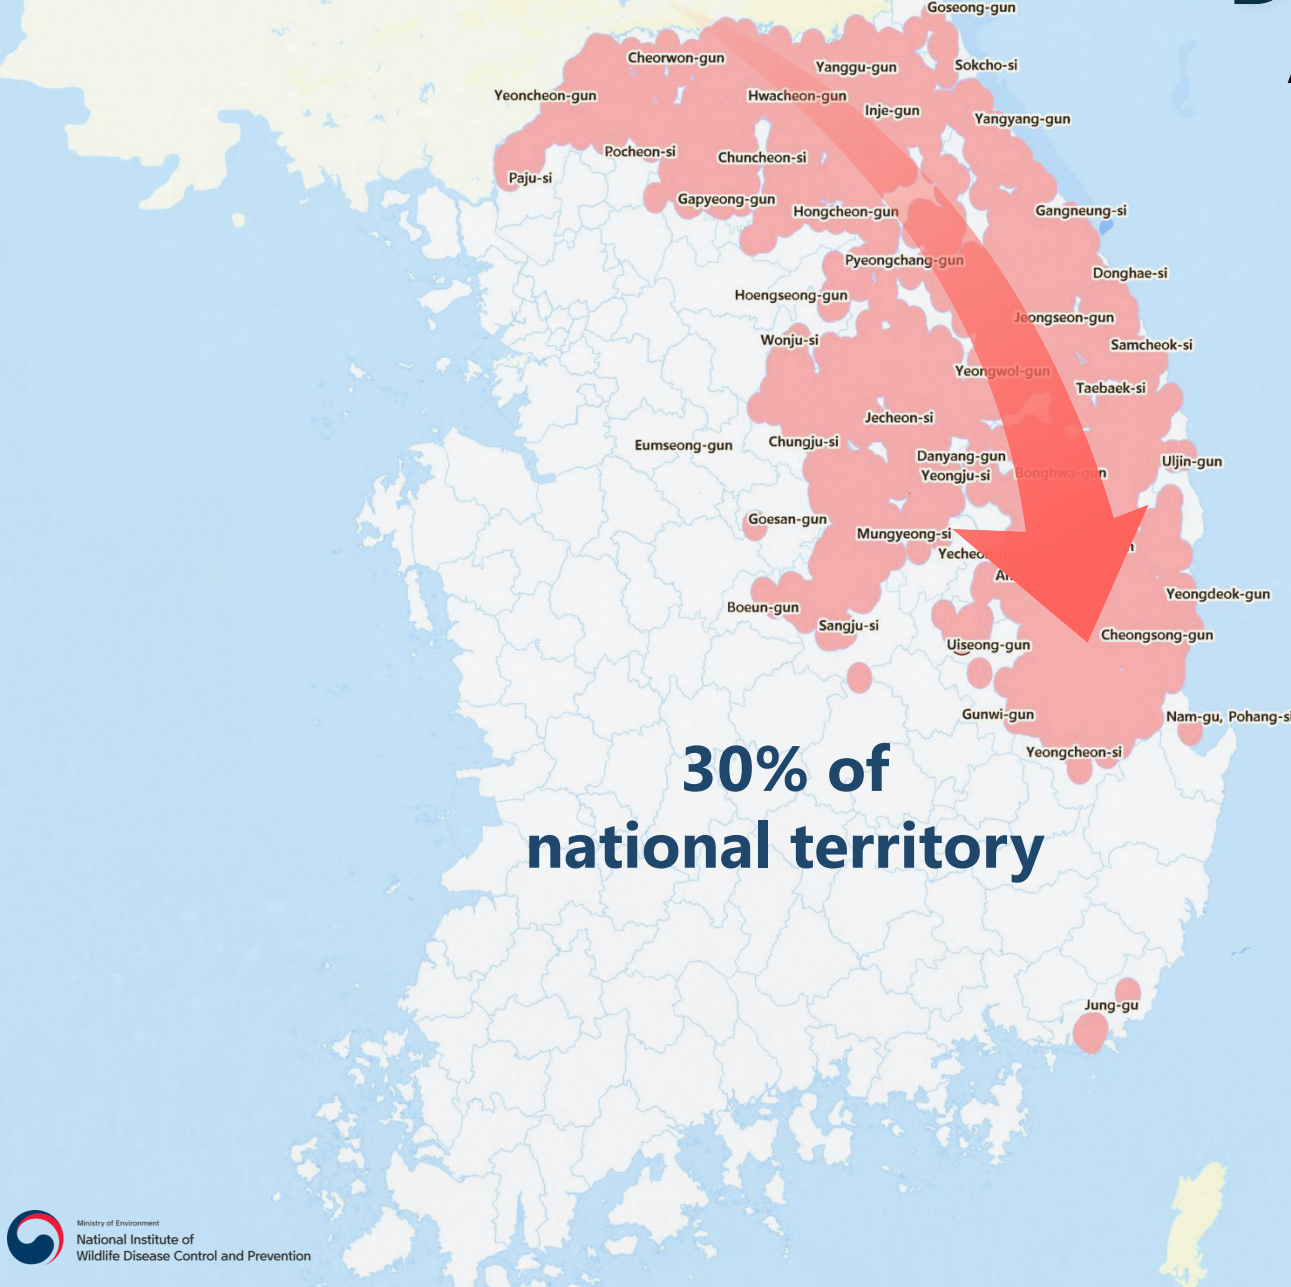 Goseong-gun
Cheorwon-gun
Yanggu-gun
Sokcho-si
Yeoncheon-gun
Hwacheon-gun
Inje-gun
Yangyang-gun
Pocheon-si
Chuncheon-si
Paju-si
Gapyeong-gun
Hongcheon-gun
Gangneung-si
Pyeongchang-gun
Donghae-si
Hoengseong-gun
Jeongseon-gun
Wonju-si
Samcheok-si
Yeongwol-gun
Taebaek-si
Jecheon-si
Eumseong-gun
Chungju-si
Danyang-gun
Uljin-gun
Yeongju-si
Bonghwa-gun
Goesan-gun
Mungyeong-si
Yecheon-gun
Yeongdeok-gun
Boeun-gun
Sangju-si
Cheongsong-gun
Uiseong-gun
Gunwi-gun
Nam-gu, Pohang-si
Yeongcheon-si
30% of
national territory
Jung-gu
Ministry of Environment
National Institute of
Wildlife Disease Control and Prevention